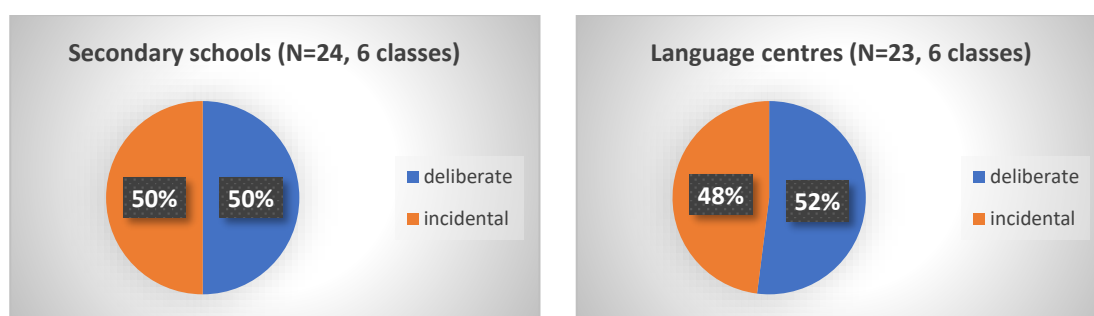 Secondary schools (N=24, 6 classes)
50%
50%
deliberate
incidental
Language centres (N=23, 6 classes)
48%
52%
deliberate
incidental